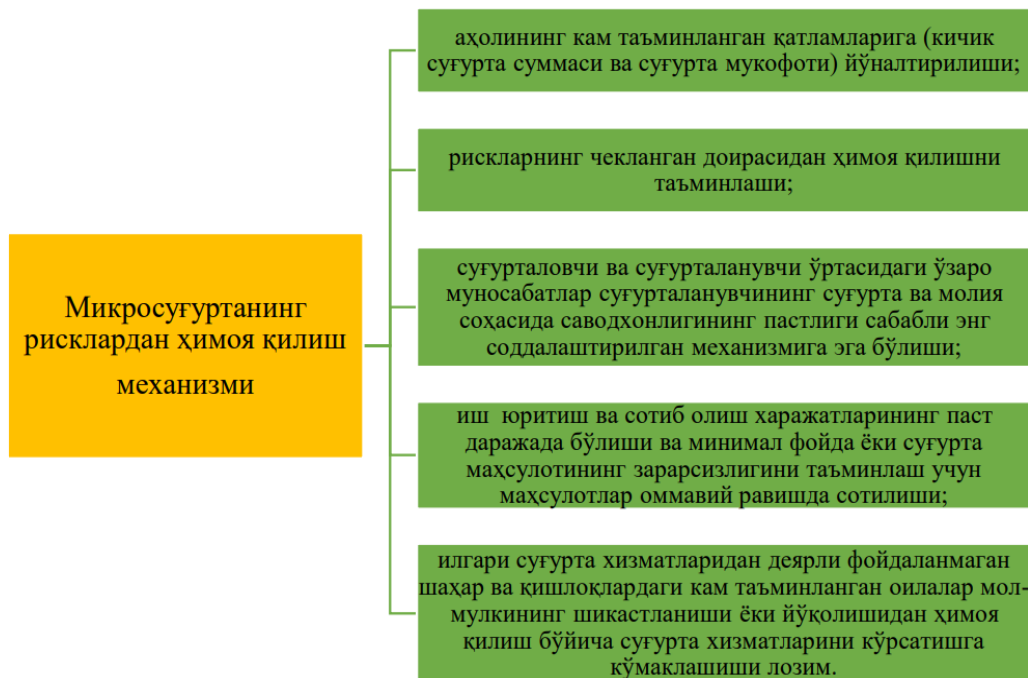 аҳолининг кам таъминланган қатламларига (кичик
суғурта суммаси ва суғурта мукофоти) йўналтирилиши;
рискларнинг чекланган доирасидан ҳимоя қилишни
таъминлаши;
Микросуғуртанинг
рисклардан ҳимоя қилиш
механизми
суғурталовчи ва суғурталанувчи ўртасидаги ўзаро
муносабатлар суғурталанувчининг суғурта ва молия
соҳасида саводхонлигининг пастлиги сабабли энг
соддалаштирилган механизмига эга бўлиши;
иш юритиш ва сотиб олиш харажатларининг паст
даражада бўлиши ва минимал фойда ёки суғурта
маҳсулотининг зарарсизлигини таъминлаш учун
маҳсулотлар оммавий равишда сотилиши;
илгари суғурта хизматларидан деярли фойдаланмаган
шаҳар ва қишлоқлардаги кам таъминланган оилалар мол-
мулкининг шикастланиши ёки йўқолишидан ҳимоя
қилиш бўйича суғурта хизматларини кўрсатишга
кўмаклашиши лозим.